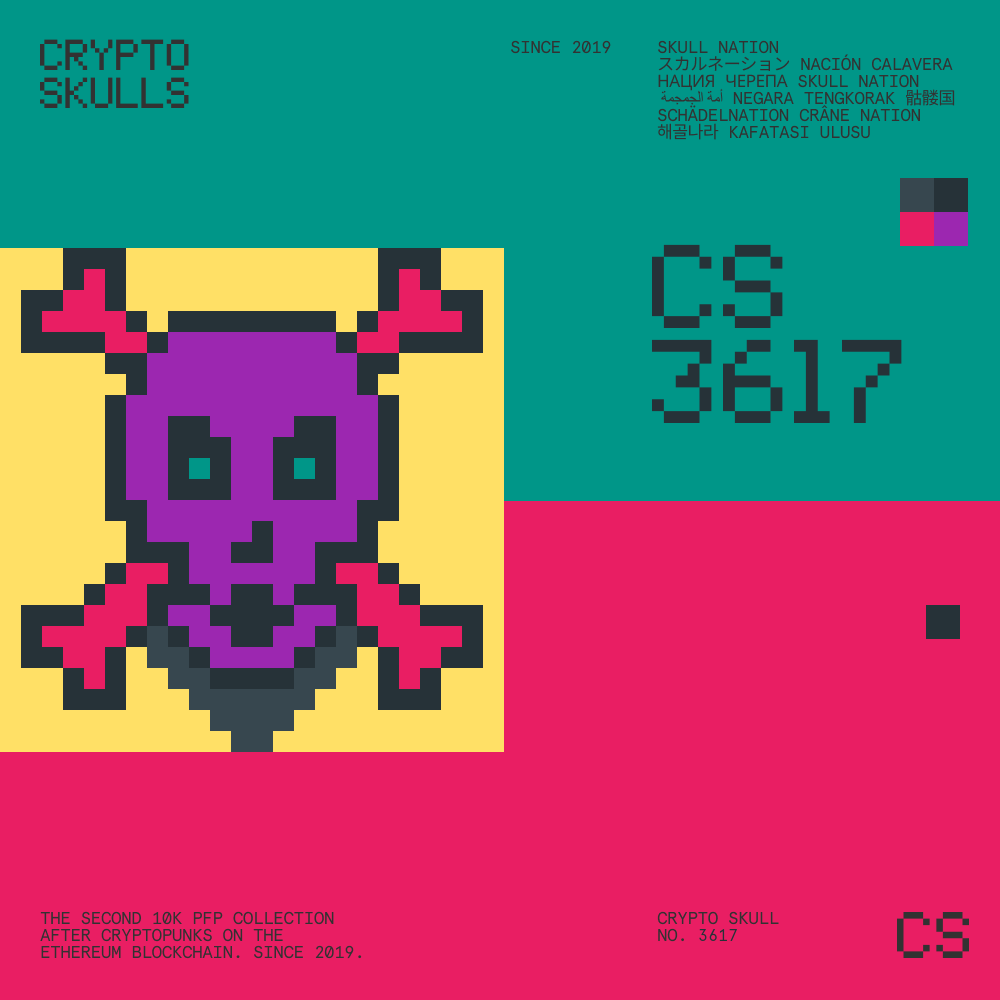 CRYPTO
SKULLS
SINCE 2019
SKULL NATION
スカルネーション NACIÓN CALAVERA
НАЦИЯ ЧЕРЕПА SKULL NATION
أمة الجمجمة NEGARA TENGKORAK 骷髅国
SCHÄDELNATION CRÂNE NATION
해골나라 KAFATASI ULUSU
CS
3617
THE SECOND 10K PFP COLLECTION
AFTER CRYPTOPUNKS ON THE
ETHEREUM BLOCKCHAIN. SINCE 2019.
CRYPTO SKULL
NO. 3617
CS